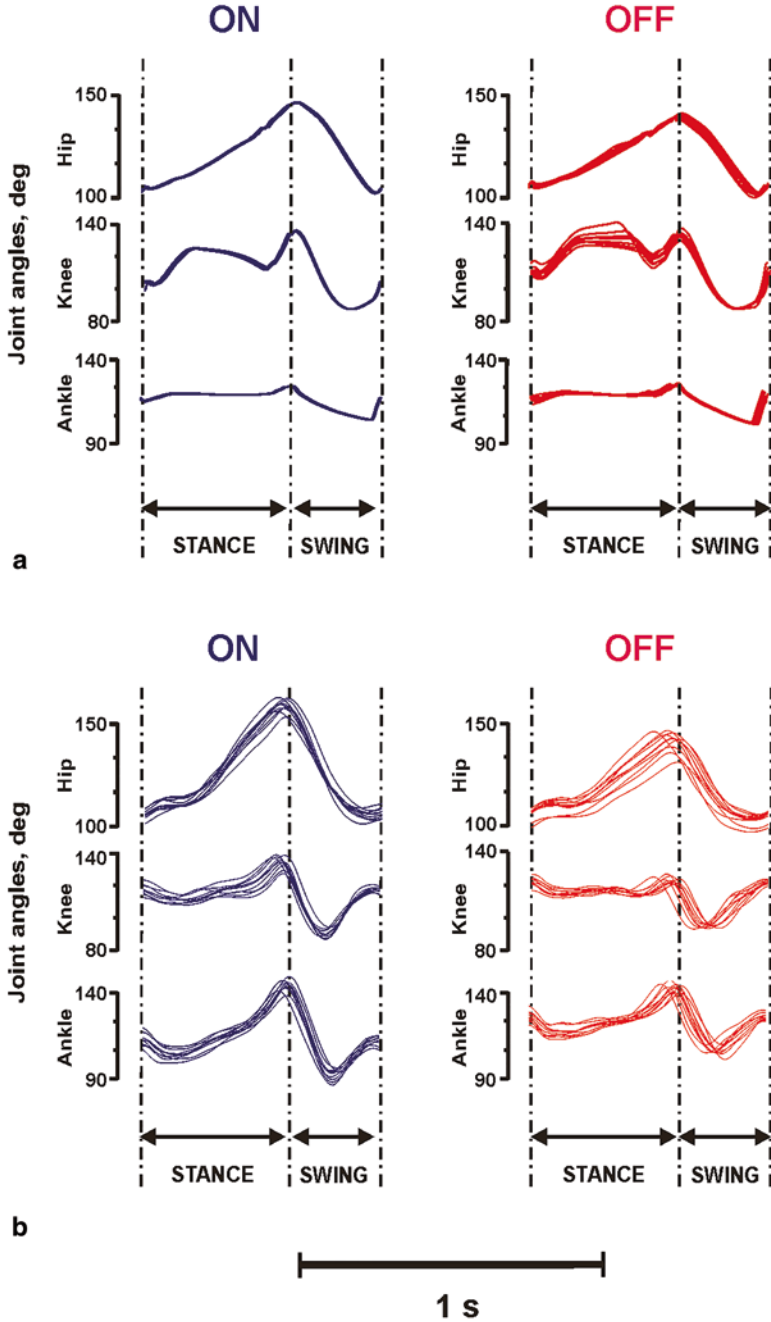 ON OFF
Joint angles, deg
Hip
150
100
150
100
Hip
Knee
140
80
140
80
Knee
Ankle
140
90
140
90
Ankle
STANCE SWING STANCE SWING
a
ON OFF
Joint angles, deg
Hip
150
100
150
100
Hip
Knee
140
80
140
80
Knee
Ankle
140
90
140
90
Ankle
STANCE SWING STANCE SWING
b
1 s